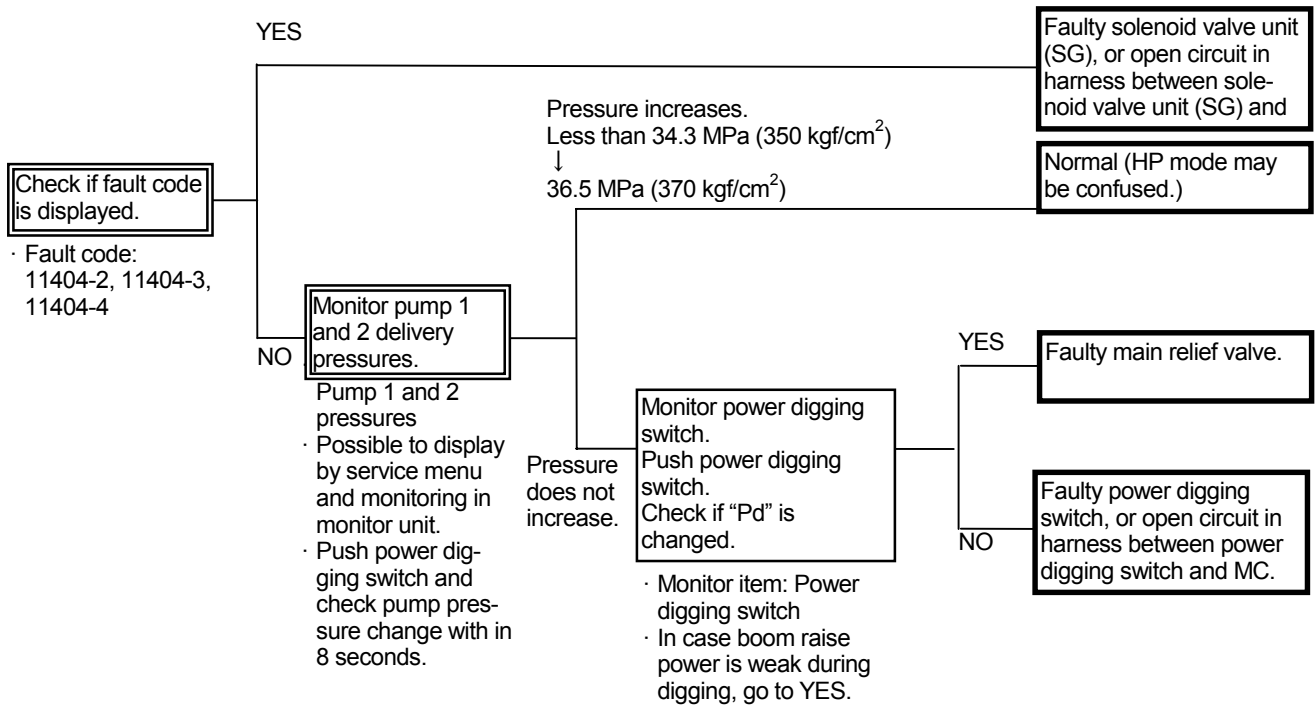 YES
Faulty solenoid valve unit
(SG), or open circuit in
harness between sole-
noid valve unit (SG) and
Pressure increases.
Less than 34.3 MPa (350 kgf/cm²)
↓
36.5 MPa (370 kgf/cm²)
Normal (HP mode may
be confused.)
Check if fault code
is displayed.
· Fault code:
11404-2, 11404-3,
11404-4
NO
Monitor pump 1
and 2 delivery
pressures.
Pump 1 and 2
pressures
· Possible to display
by service menu
and monitoring in
monitor unit.
· Push power dig-
ging switch and
check pump pres-
sure change with in
8 seconds.
Pressure
does not
increase.
Monitor power digging
switch.
Push power digging
switch.
Check if “Pd” is
changed.
· Monitor item: Power
digging switch
· In case boom raise
power is weak during
digging, go to YES.
YES
Faulty main relief valve.
NO
Faulty power digging
switch, or open circuit in
harness between power
digging switch and MC.